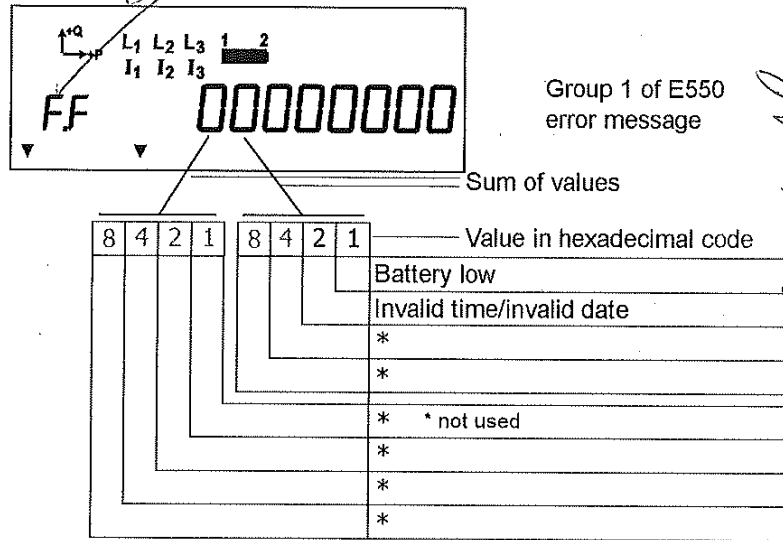 +Q
P L1 L2 L3 1 2
I1 I2 I3
F.F 00000000
Group 1 of E550
error message
Sum of values
8 4 2 1 8 4 2 1 Value in hexadecimal code
Battery low
Invalid time/invalid date
*
*
* * not used
*
*
*